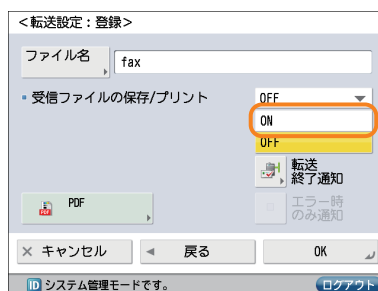 ＜転送設定：登録＞
ファイル名
fax
受信ファイルの保存/プリント
OFF
ON
OFF
転送
終了通知
PDF
エラー時
のみ通知
× キャンセル
戻る
OK
ID システム管理モードです。
ログアウト